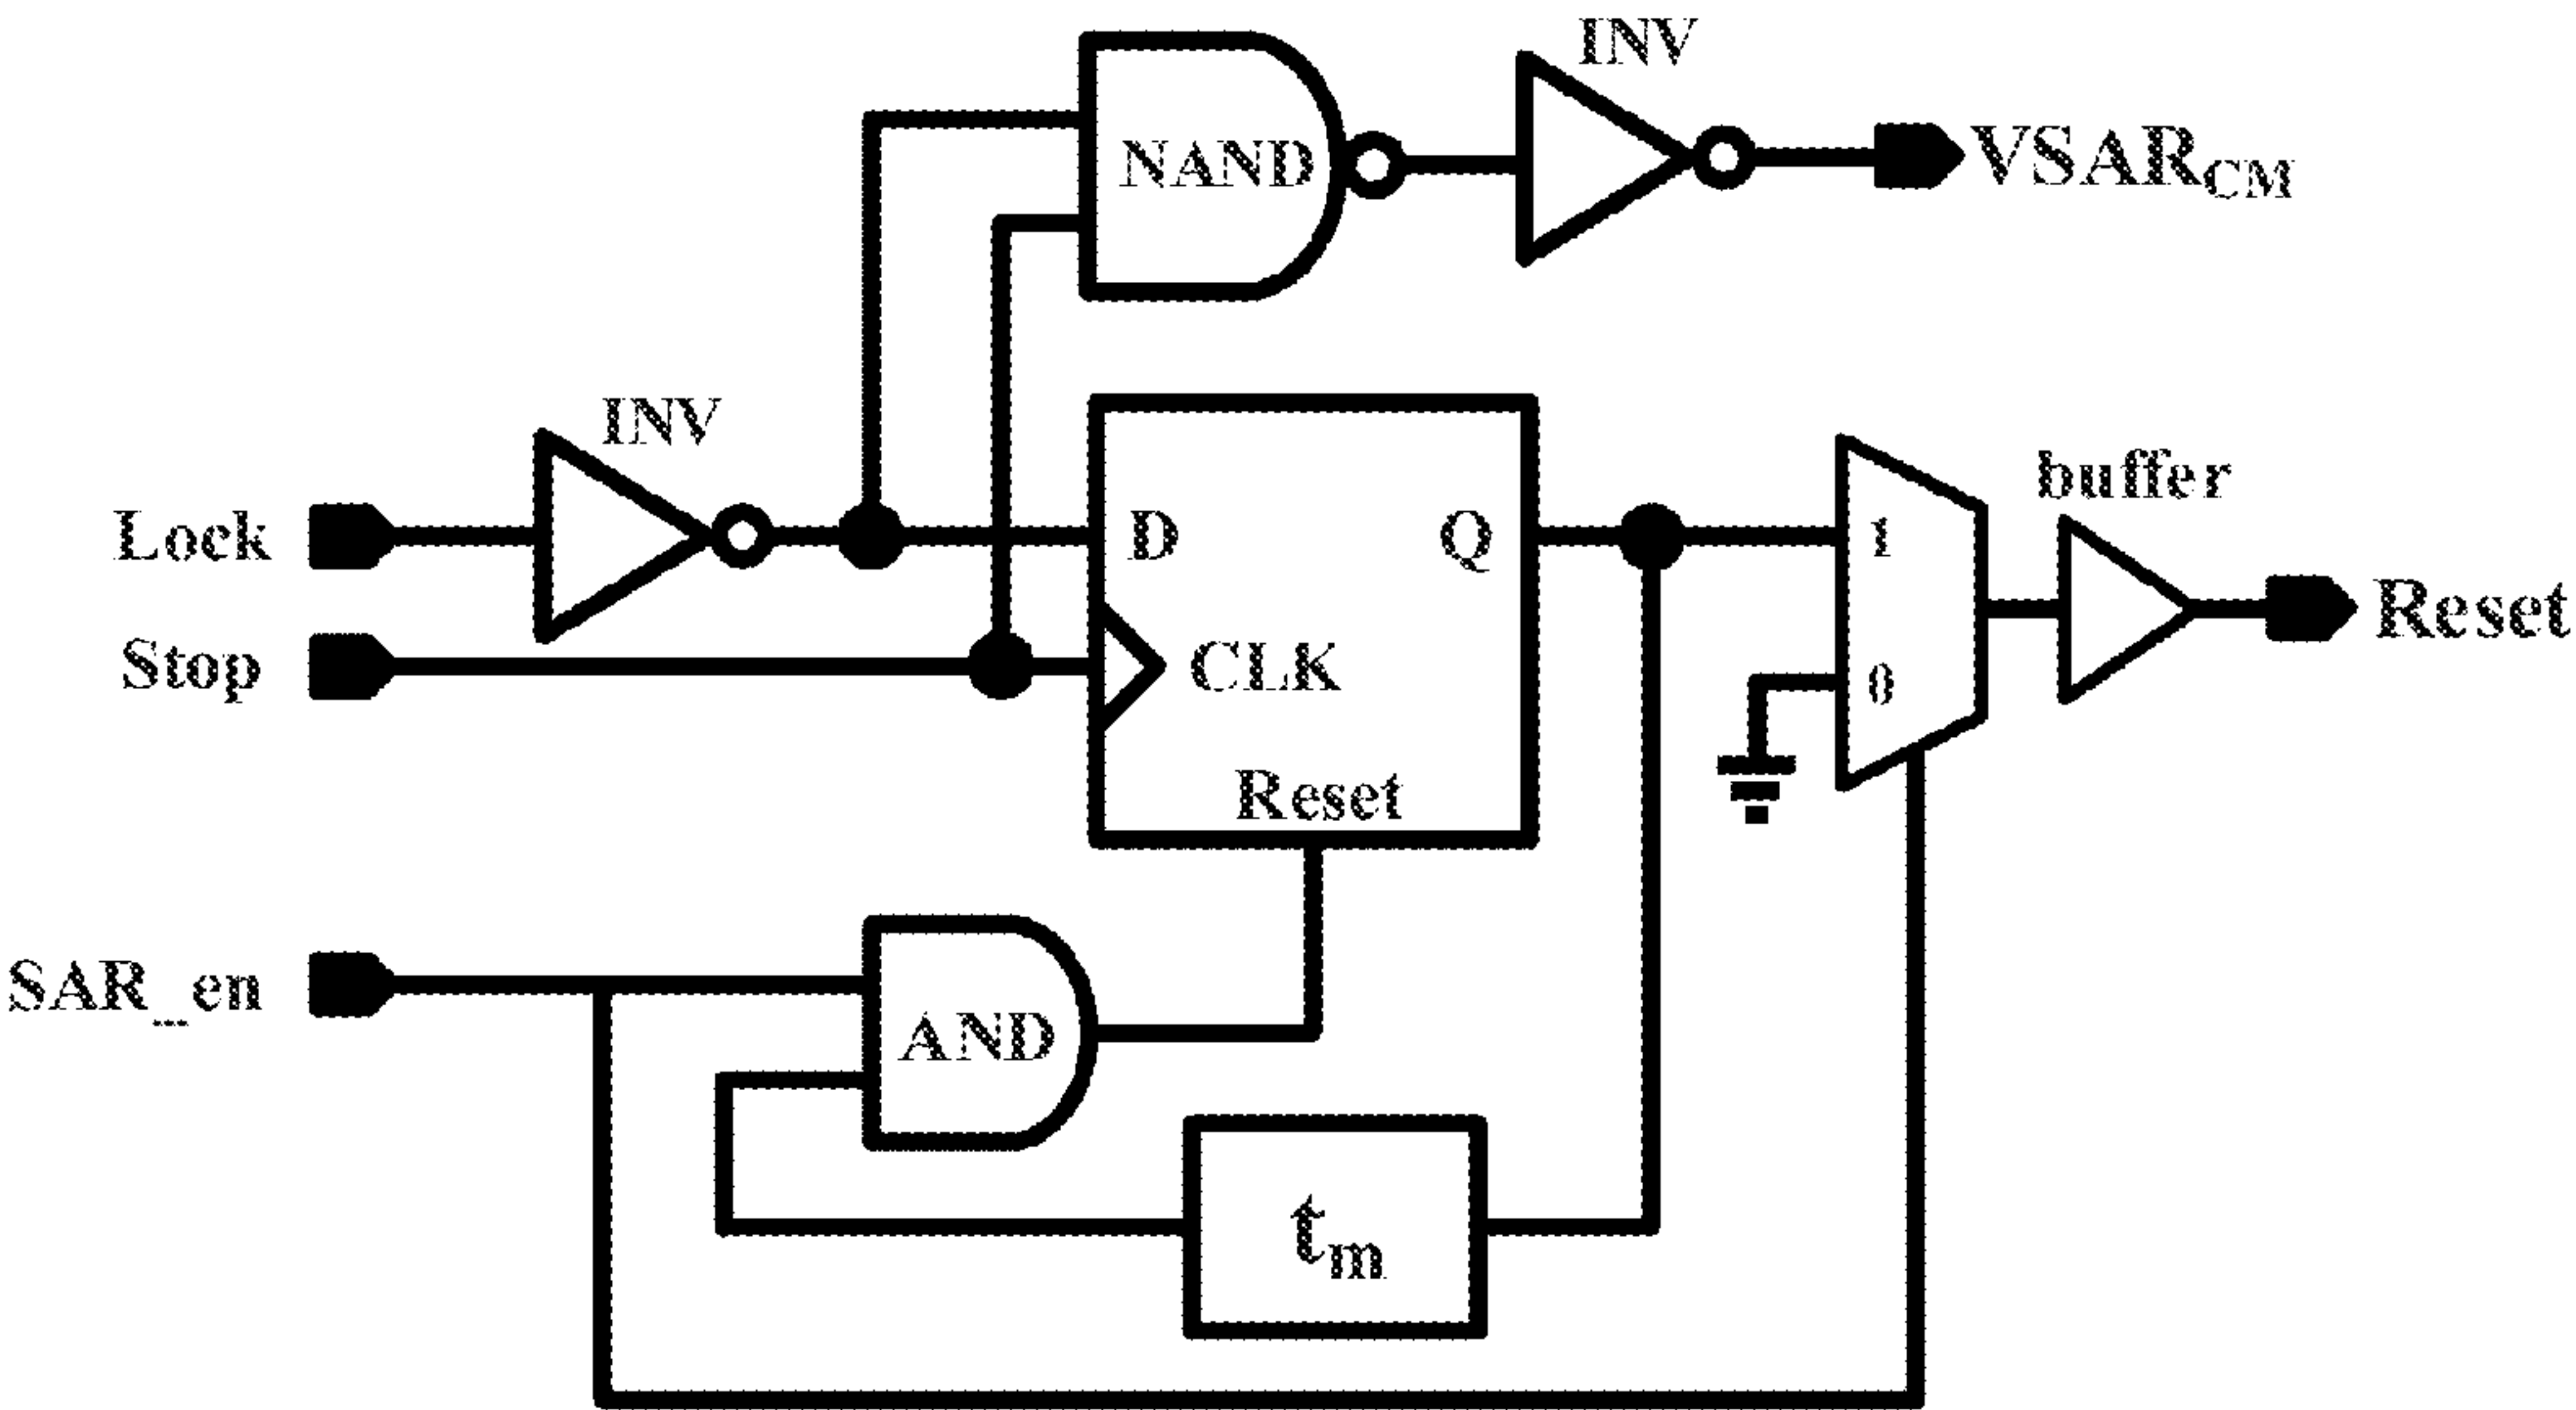 INV
NAND
VSARCM
INV
Lock
D
Q
1
buffer
Stop
CLK
0
Reset
Reset
SAR_en
AND
tm